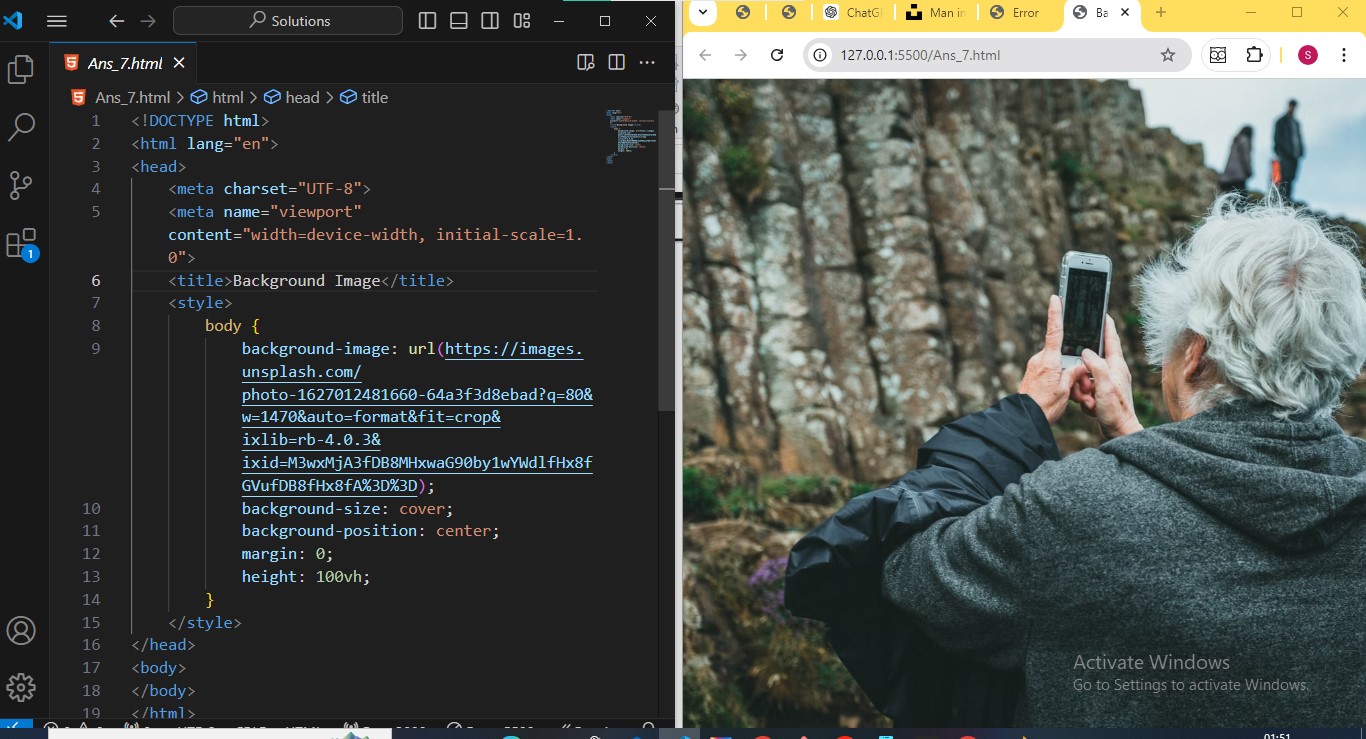 Solutions
Ans_7.html
Ans_7.html > html > head > title
1 <!DOCTYPE html>
2 <html lang="en">
3 <head>
4 <meta charset="UTF-8">
5 <meta name="viewport"
content="width=device-width, initial-scale=1.
0">
6 <title>Background Image</title>
7 <style>
8 body {
9 background-image: url(https://images.
unsplash.com/
photo-1627012481660-64a3f3d8ebad?q=80&
w=1470&auto=format&fit=crop&
ixlib=rb-4.0.3&
ixid=M3wxMjA3fDB8MHxwaG90by1wYWdlfHx8f
GVufDB8fHx8fA%3D%3D);
10 background-size: cover;
11 background-position: center;
12 margin: 0;
13 height: 100vh;
14 }
15 </style>
16 </head>
17 <body>
18 </body>
19 </html>
1
ChatG
Man in
Error
Ba
127.0.0.1:5500/Ans_7.html
S
Activate Windows
Go to Settings to activate Windows.
01:51